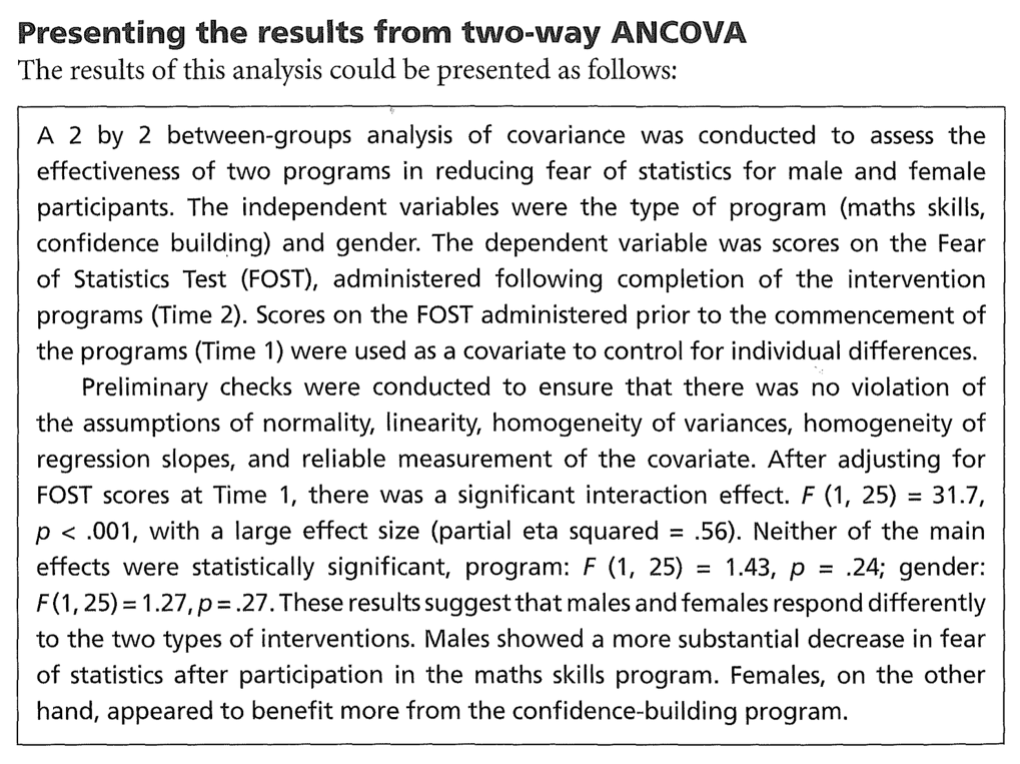 Presenting the results from two-way ANCOVA
The results of this analysis could be presented as follows:
A 2 by 2 between-groups analysis of covariance was conducted to assess the
effectiveness of two programs in reducing fear of statistics for male and female
participants. The independent variables were the type of program (maths skills,
confidence building) and gender. The dependent variable was scores on the Fear
of Statistics Test (FOST), administered following completion of the intervention
programs (Time 2). Scores on the FOST administered prior to the commencement of
the programs (Time 1) were used as a covariate to control for individual differences.
Preliminary checks were conducted to ensure that there was no violation of
the assumptions of normality, linearity, homogeneity of variances, homogeneity of
regression slopes, and reliable measurement of the covariate. After adjusting for
FOST scores at Time 1, there was a significant interaction effect. F (1, 25) = 31.7,
p < .001, with a large effect size (partial eta squared = .56). Neither of the main
effects were statistically significant, program: F (1, 25) = 1.43, p = .24; gender:
F (1, 25) = 1.27, p = .27. These results suggest that males and females respond differently
to the two types of interventions. Males showed a more substantial decrease in fear
of statistics after participation in the maths skills program. Females, on the other
hand, appeared to benefit more from the confidence-building program.